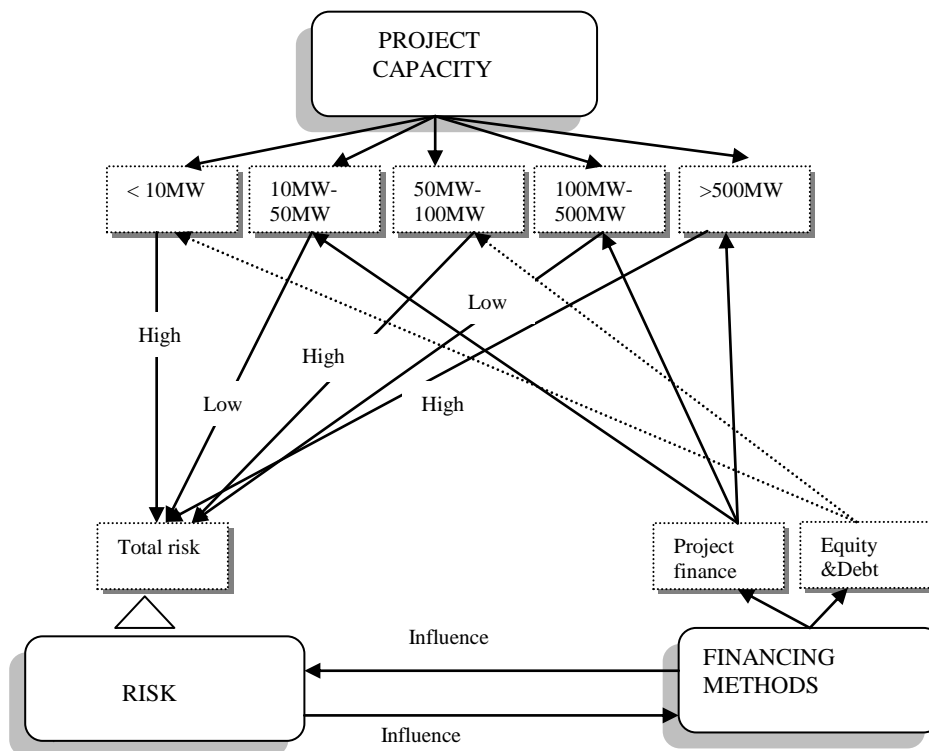 PROJECT
CAPACITY
< 10MW
10MW-
50MW
50MW-
100MW
100MW-
500MW
>500MW
Low
High
High
Low
High
Total risk
Project
finance
Equity
&Debt
Influence
RISK
FINANCING
METHODS
Influence